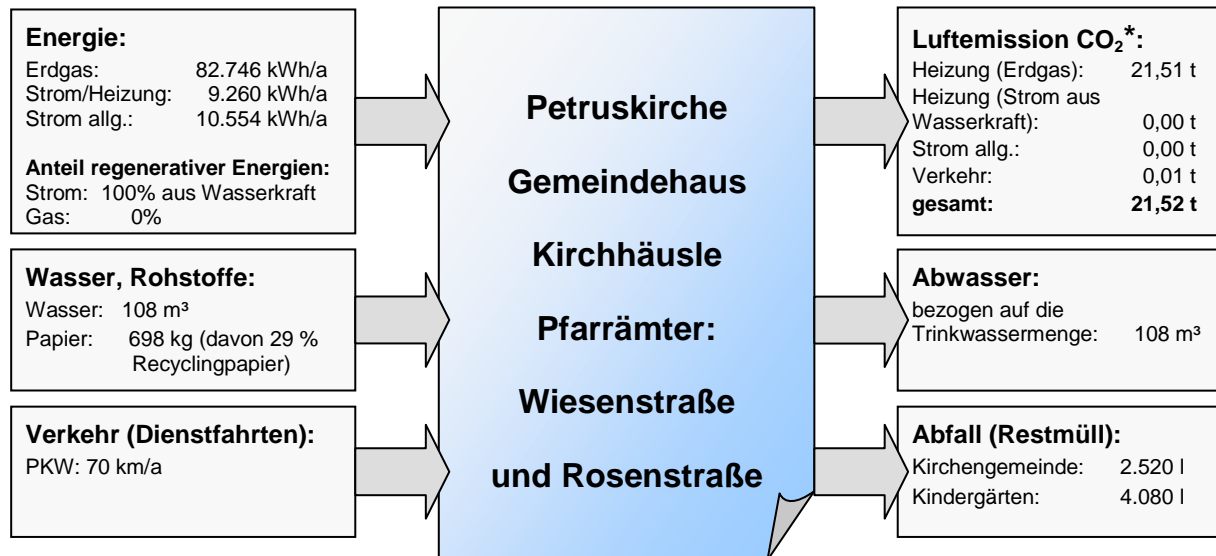 Energie:
Erdgas: 82.746 kWh/a
Strom/Heizung: 9.260 kWh/a
Strom allg.: 10.554 kWh/a
Anteil regenerativer Energien:
Strom: 100% aus Wasserkraft
Gas: 0%
Wasser, Rohstoffe:
Wasser: 108 m³
Papier: 698 kg (davon 29 %
Recyclingpapier)
Verkehr (Dienstfahrten):
PKW: 70 km/a
Petruskirche
Gemeindehaus
Kirchhäusle
Pfarrämter:
Wiesenstraße
und Rosenstraße
Luftemission CO₂*:
Heizung (Erdgas): 21,51 t
Heizung (Strom aus
Wasserkraft): 0,00 t
Strom allg.: 0,00 t
Verkehr: 0,01 t
gesamt: 21,52 t
Abwasser:
bezogen auf die
Trinkwassermenge: 108 m³
Abfall (Restmüll):
Kirchengemeinde: 2.520 l
Kindergärten: 4.080 l